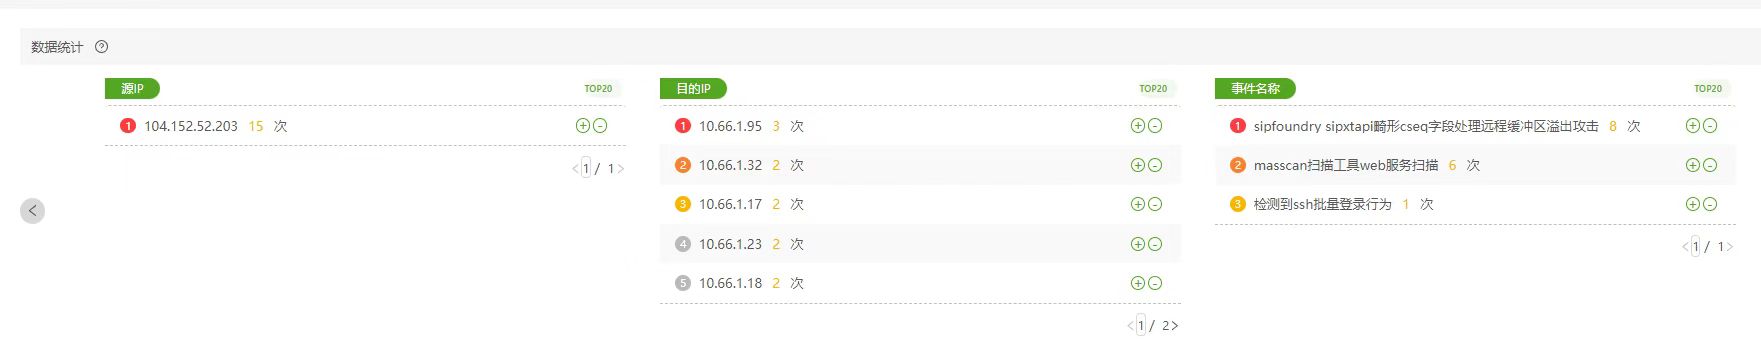 数据统计 ?
源IP TOP20
1 104.152.52.203 15 次
< 1 / 1 >
目的IP TOP20
1 10.66.1.95 3 次
2 10.66.1.32 2 次
3 10.66.1.17 2 次
4 10.66.1.23 2 次
5 10.66.1.18 2 次
< 1 / 2 >
事件名称 TOP20
1 sipfoundry sipxtapi畸形cseq字段处理远程缓冲区溢出攻击 8 次
2 masscan扫描工具web服务扫描 6 次
3 检测到ssh批量登录行为 1 次
< 1 / 1 >